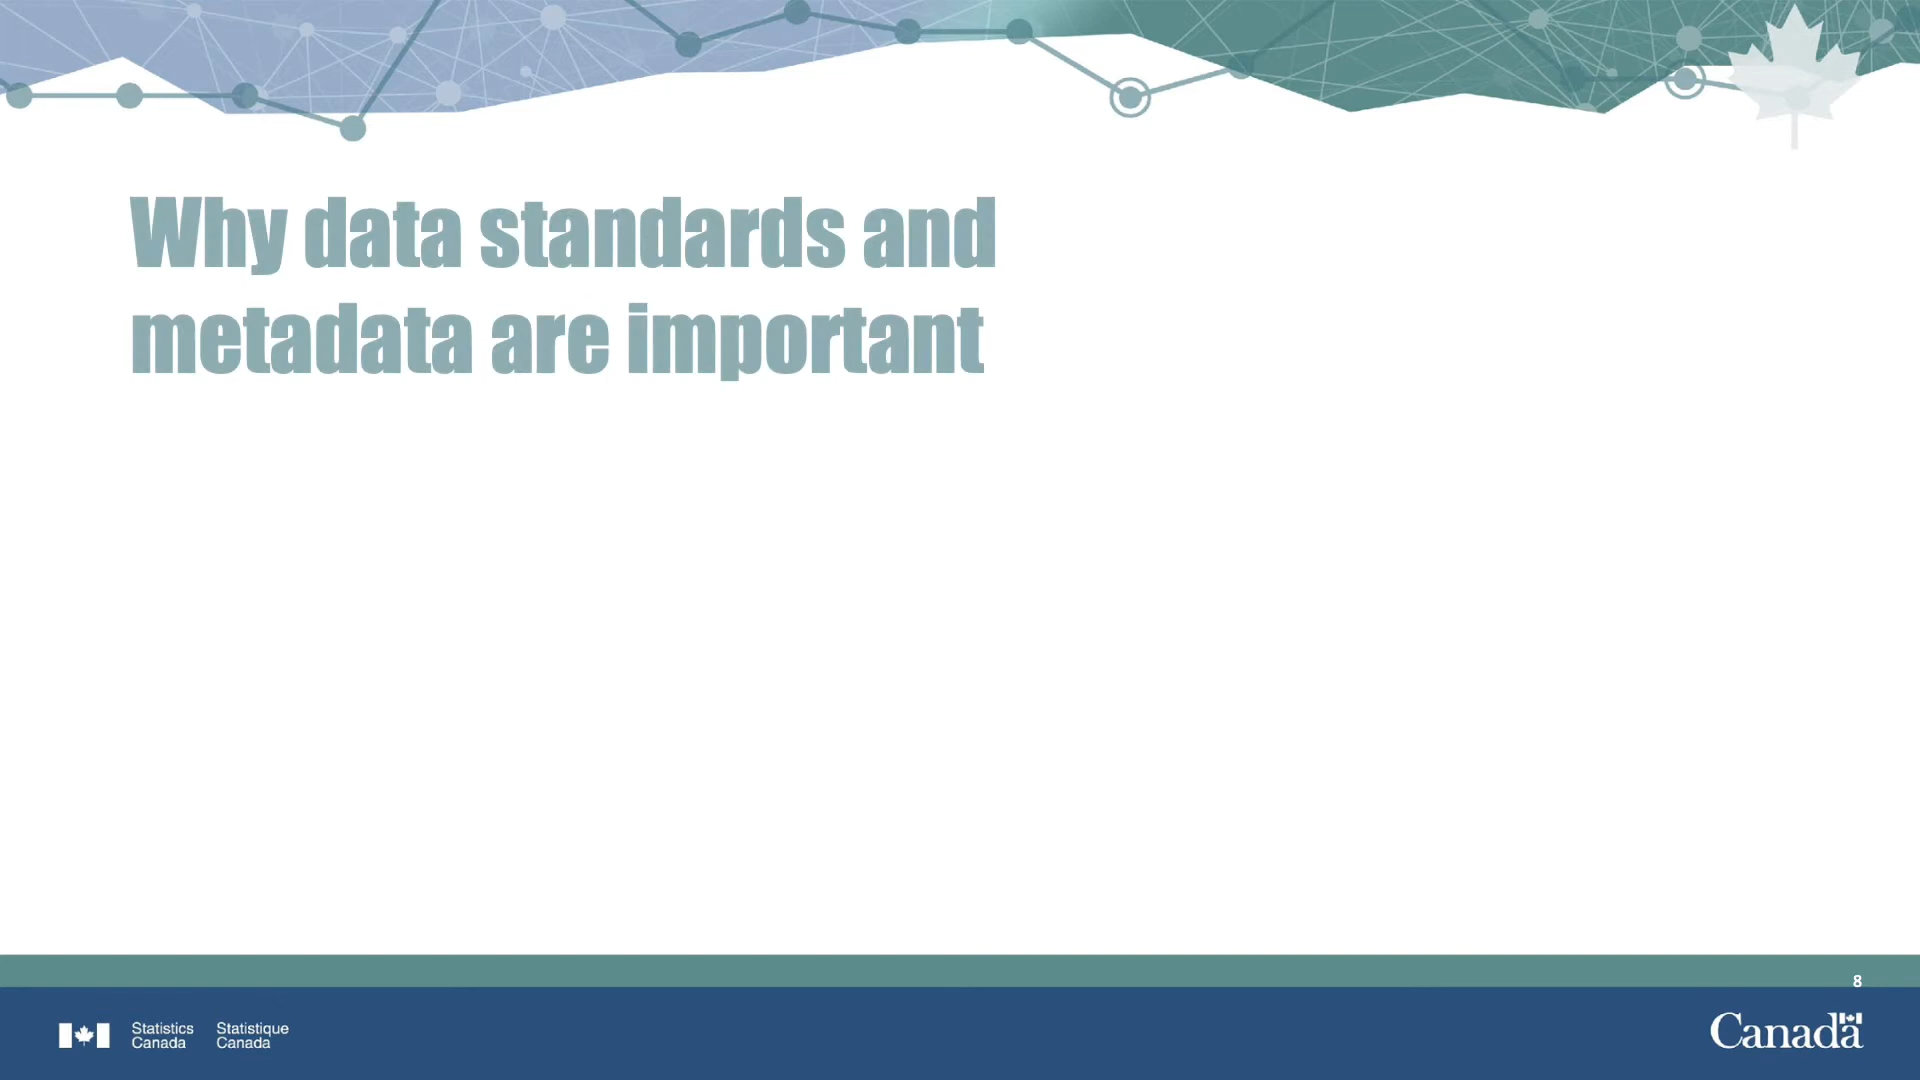 Why data standards and
metadata are important
8
Statistics Statistique
Canada Canada
Canada